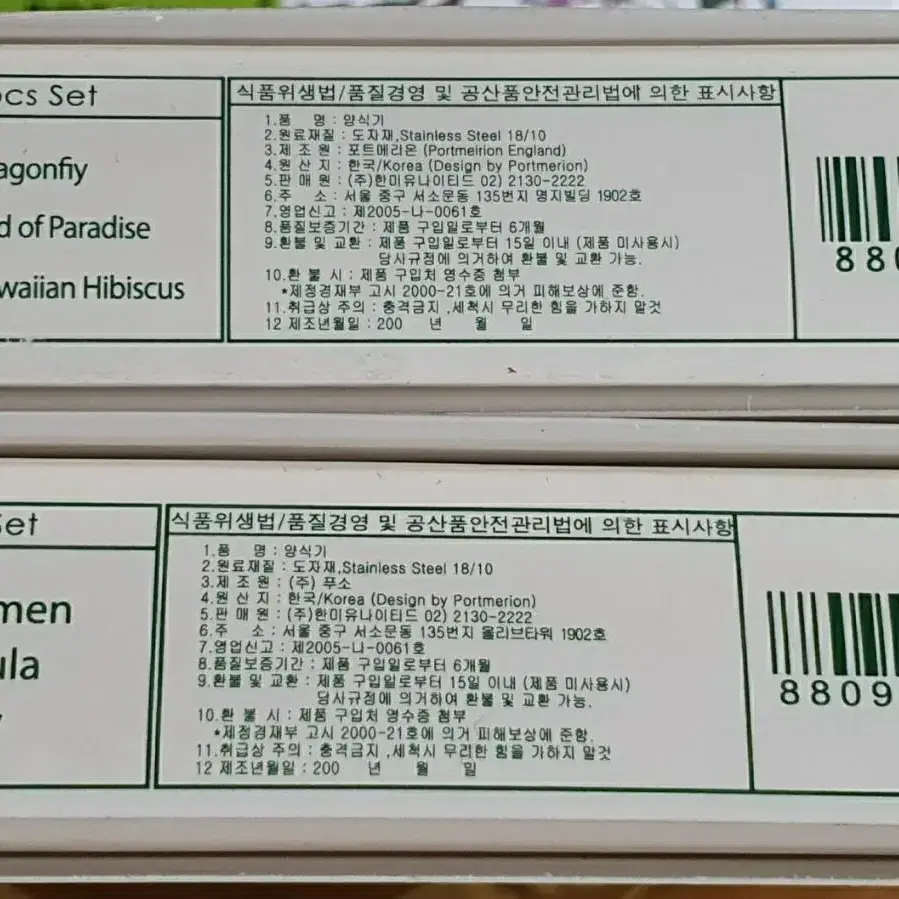 pcs Set
agonfiy
d of Paradise
waiian Hibiscus
식품위생법/품질경영 및 공산품안전관리법에 의한 표시사항
1.품 명 : 양식기
2.원료재질 : 도자재,Stainless Steel 18/10
3.제 조 원 : 포트메리온 (Portmeirion England)
4.원 산 지 : 한국/Korea (Design by Portmerion)
5.판 매 원 : (주)한미유나이티드 02) 2130-2222
6.주 소 : 서울 중구 서소문동 135번지 명지빌딩 1902호
7.영업신고 : 제2005-나-0061호
8.품질보증기간 : 제품 구입일로부터 6개월
9.환불 및 교환 : 제품 구입일로부터 15일 이내 (제품 미사용시)
당사규정에 의거하여 환불 및 교환 가능.
10.환 불 시 : 제품 구입처 영수증 첨부
*제정경재부 고시 2000-21호에 의거 피해보상에 준함.
11.취급상 주의 : 충격금지 ,세척시 무리한 힘을 가하지 말것
12 제조년월일 : 200 년 월 일
880
Set
men
ula
식품위생법/품질경영 및 공산품안전관리법에 의한 표시사항
1.품 명 : 양식기
2.원료재질 : 도자재,Stainless Steel 18/10
3.제 조 원 : (주) 푸소
4.원 산 지 : 한국/Korea (Design by Portmerion)
5.판 매 원 : (주)한미유나이티드 02) 2130-2222
6.주 소 : 서울 중구 서소문동 135번지 올리브타워 1902호
7.영업신고 : 제2005-나-0061호
8.품질보증기간 : 제품 구입일로부터 6개월
9.환불 및 교환 : 제품 구입일로부터 15일 이내 (제품 미사용시)
당사규정에 의거하여 환불 및 교환 가능.
10.환 불 시 : 제품 구입처 영수증 첨부
*제정경재부 고시 2000-21호에 의거 피해보상에 준함.
11.취급상 주의 : 충격금지 ,세척시 무리한 힘을 가하지 말것
12 제조년월일 : 200 년 월 일
8809